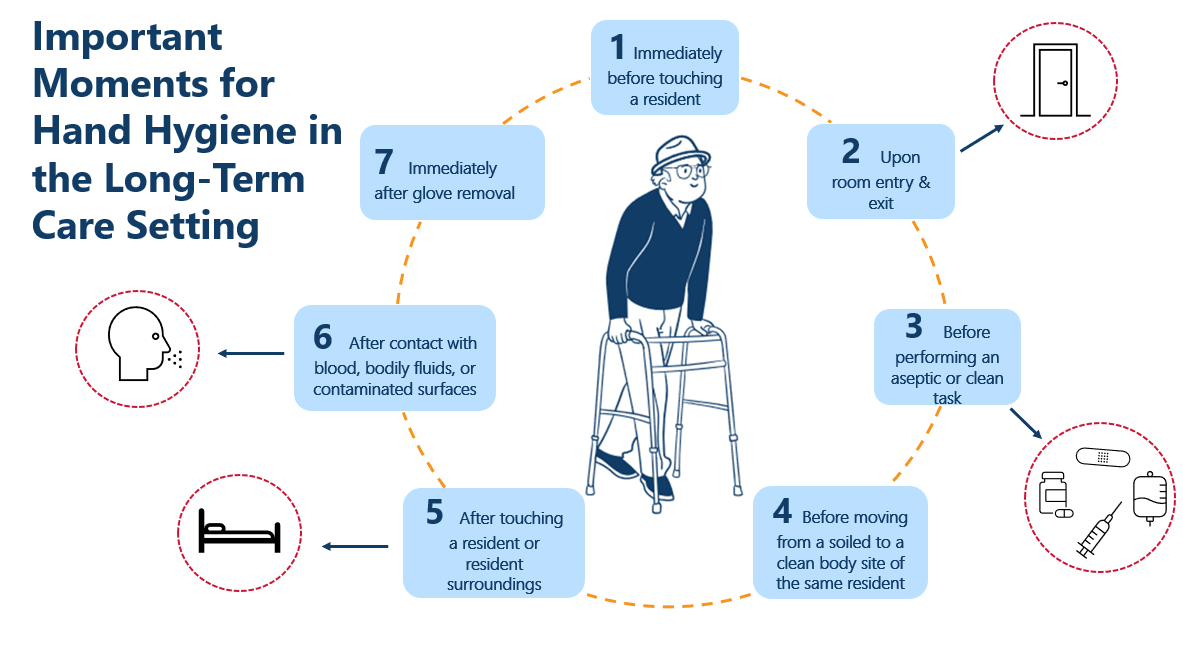 Important
Moments for
Hand Hygiene in
the Long-Term
Care Setting
1 Immediately
before touching
a resident
2 Upon
room entry &
exit
3 Before
performing an
aseptic or clean
task
4 Before moving
from a soiled to a
clean body site of
the same resident
5 After touching
a resident or
resident
surroundings
6 After contact with
blood, bodily fluids, or
contaminated surfaces
7 Immediately
after glove removal